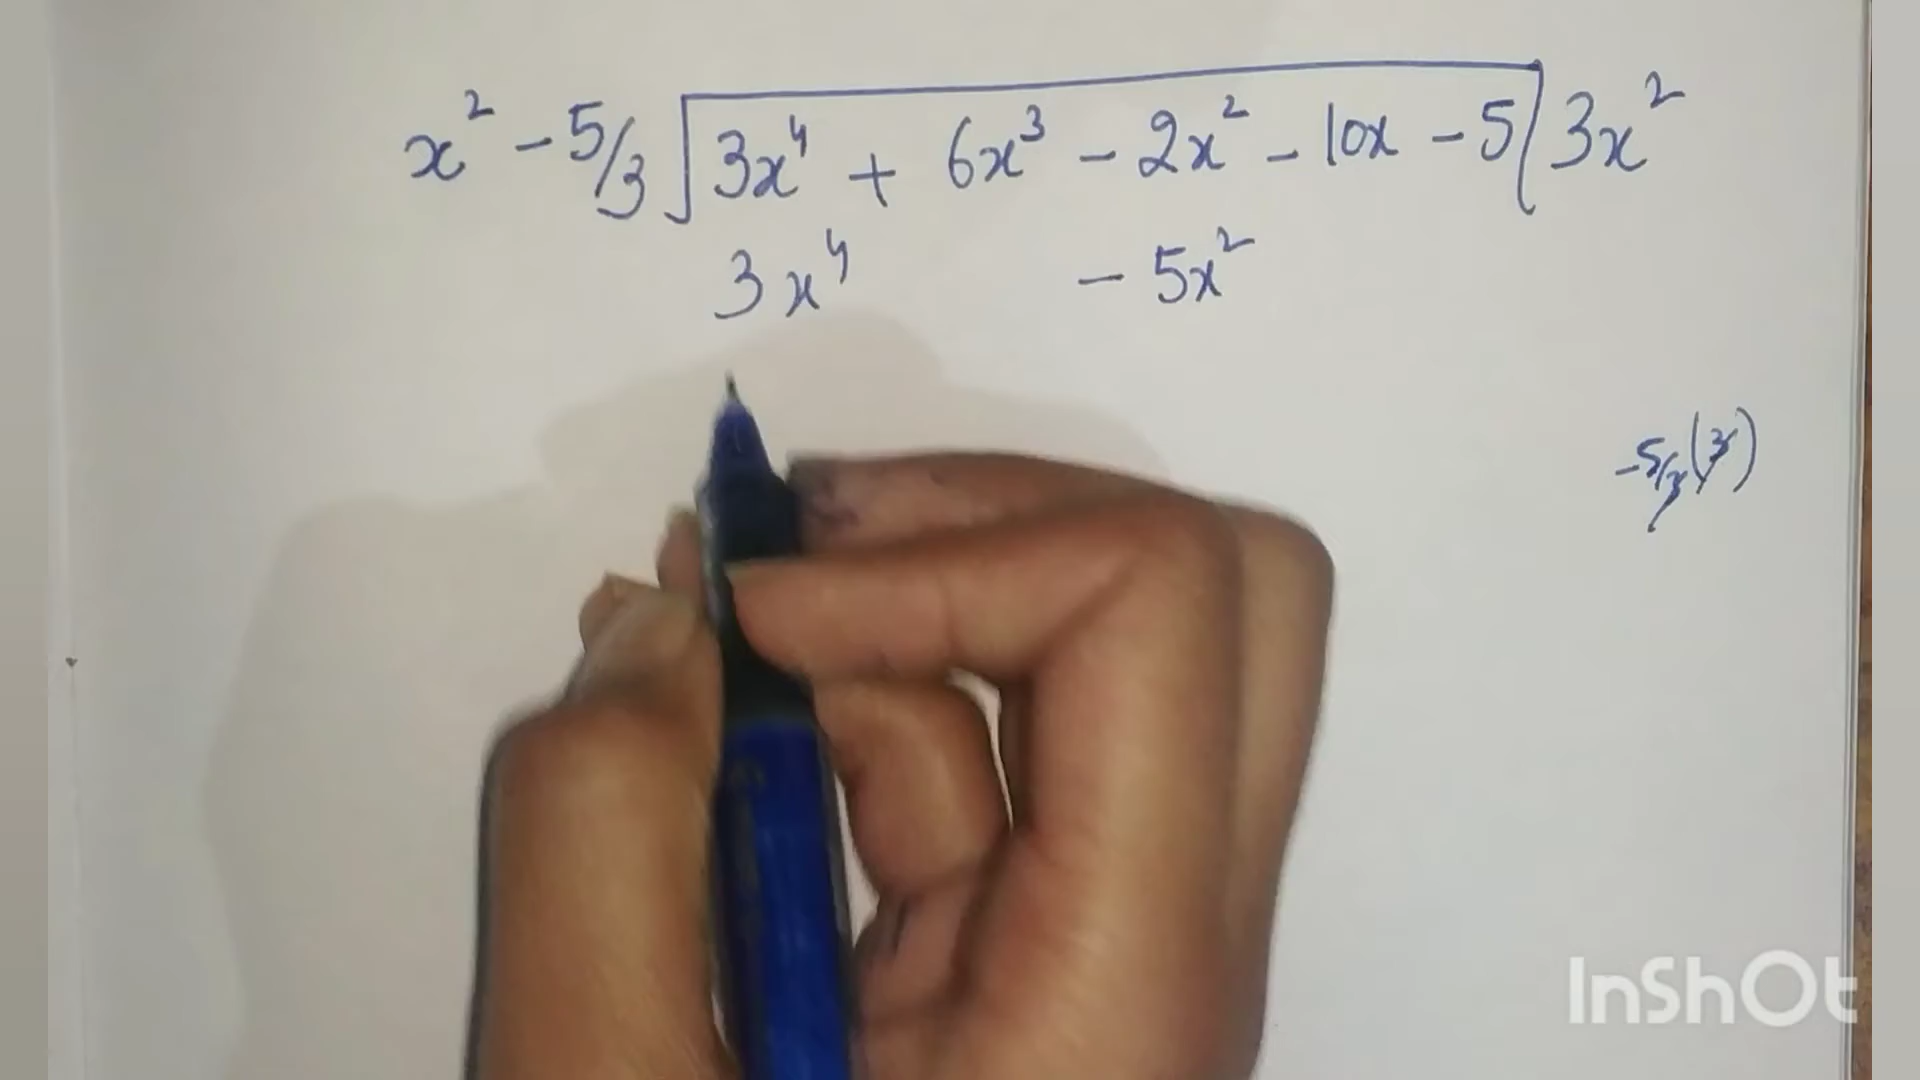 x² - 5/3 √ 3x⁴ + 6x³ - 2x² - 10x - 5 ( 3x²
3x⁴ - 5x²
-5/3 (3)
InShOt